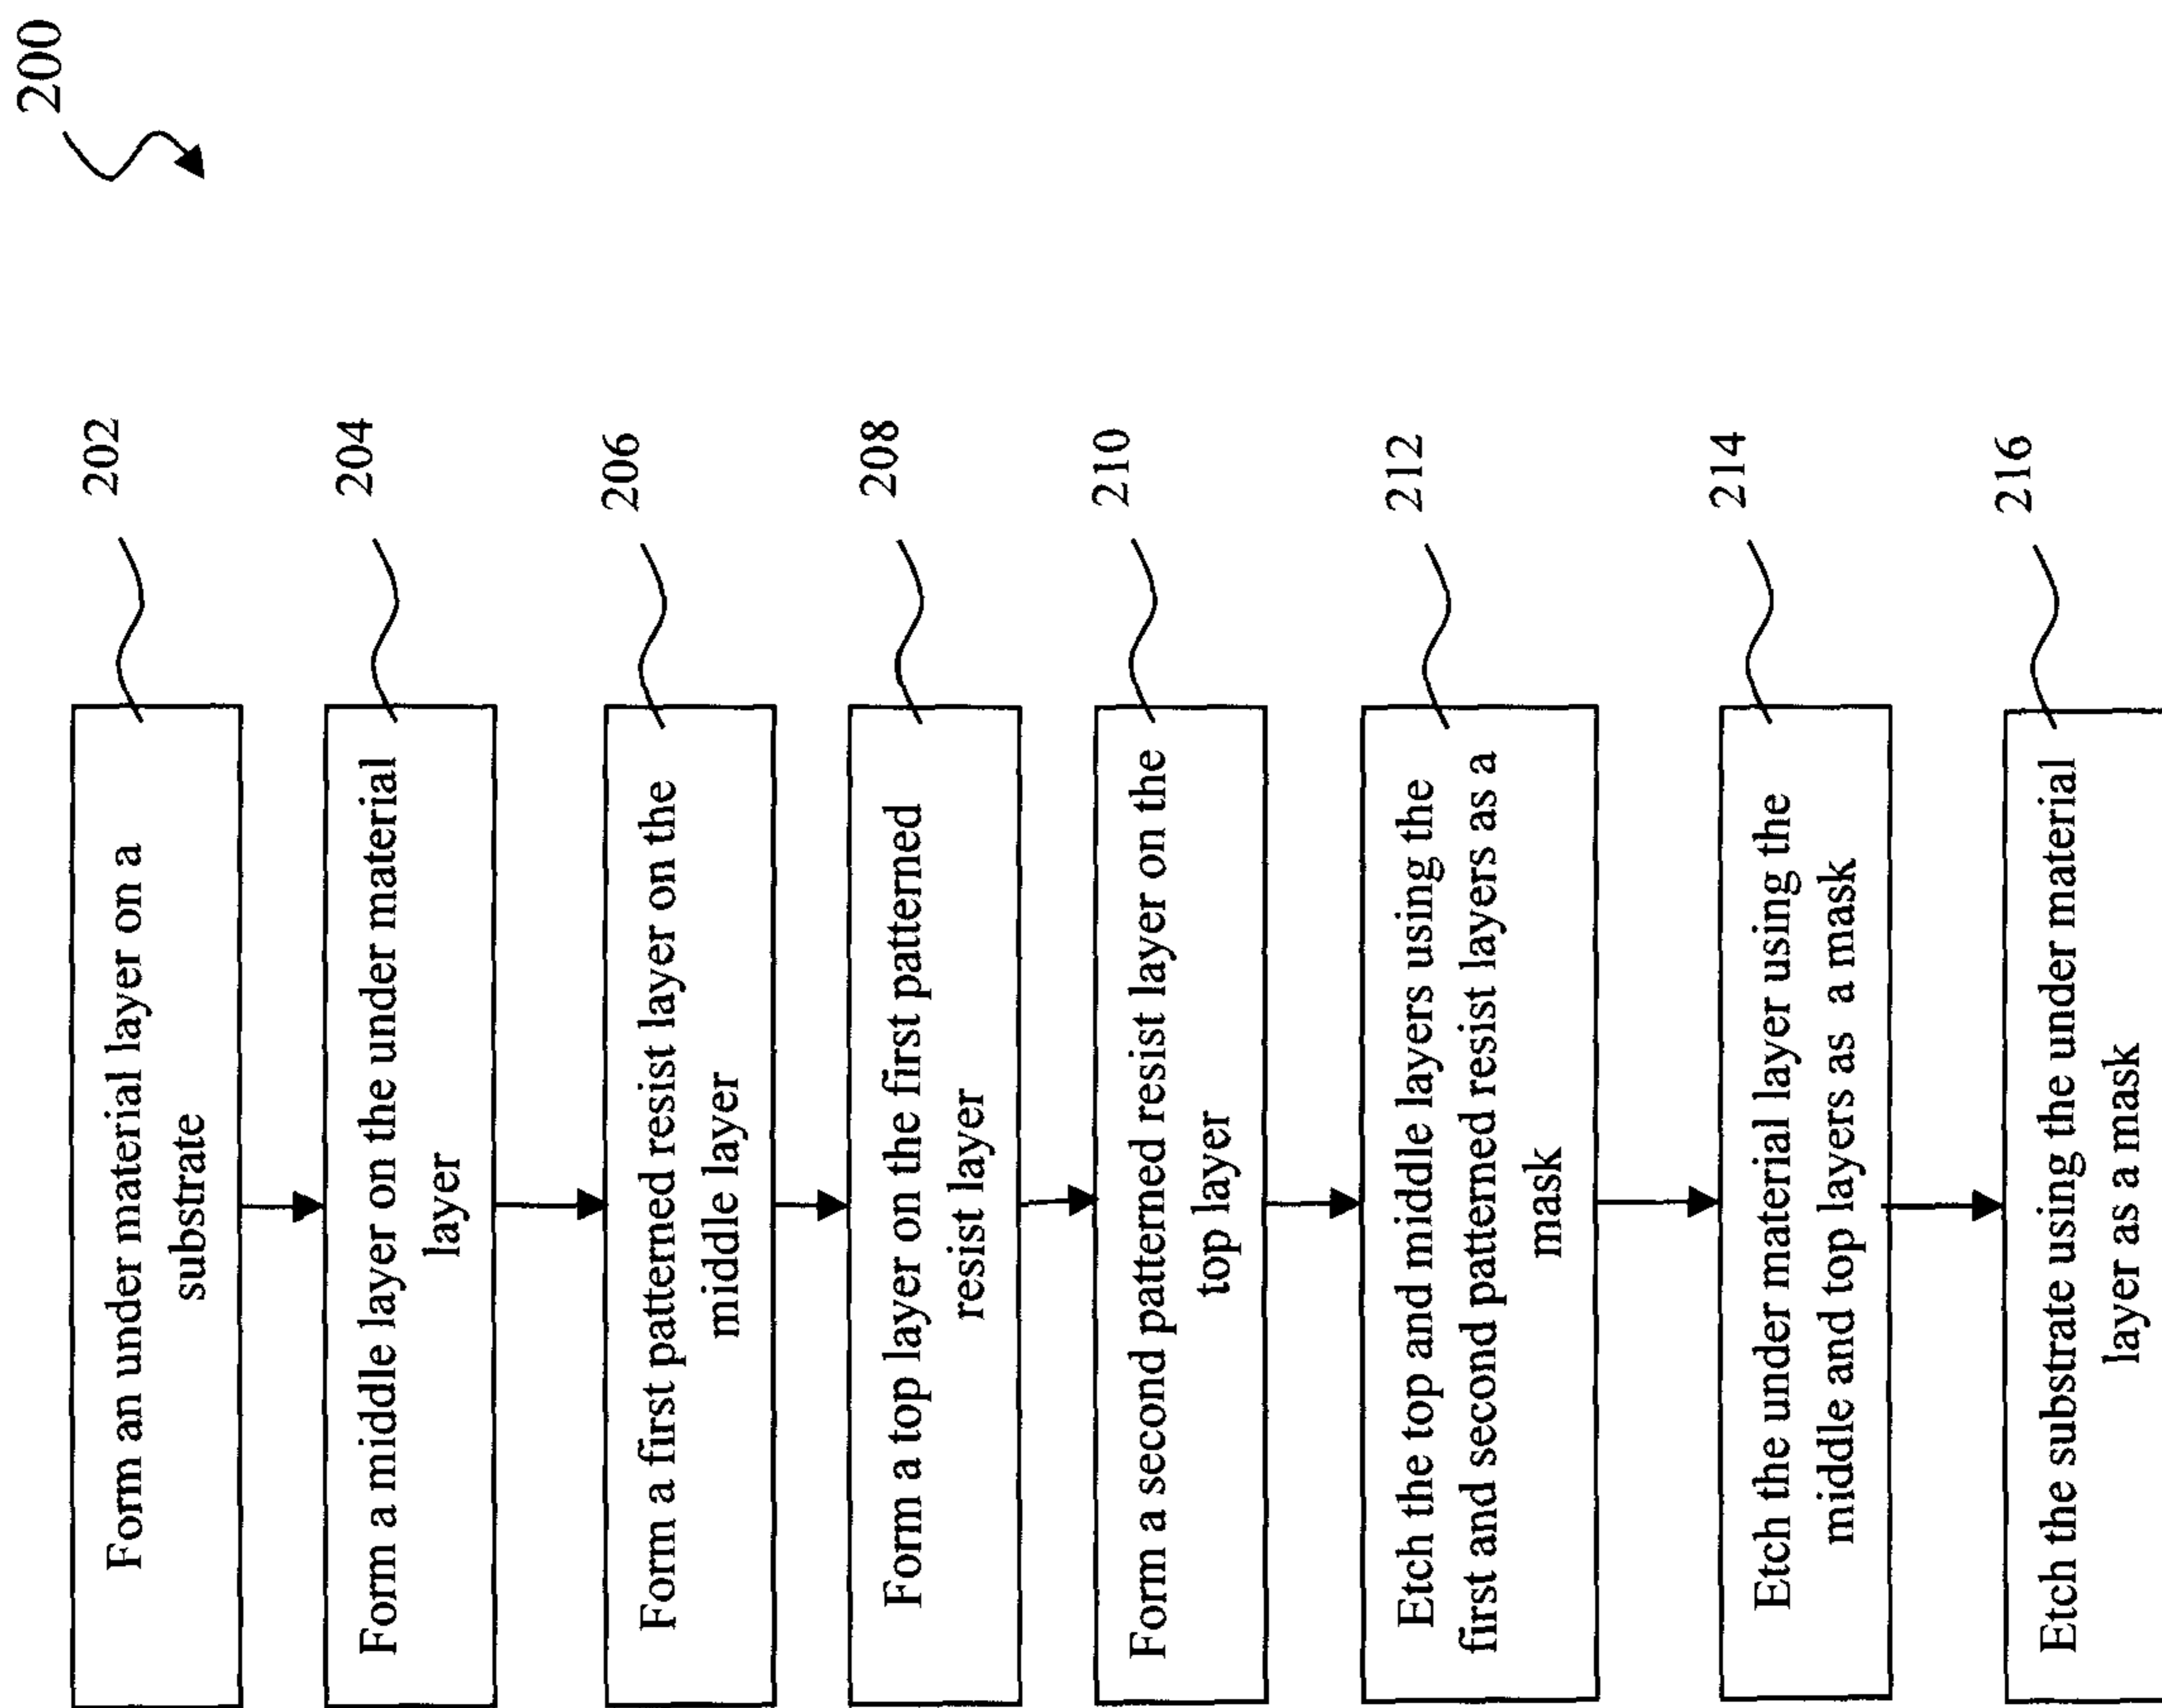 200
Form an under material layer on a
substrate
202
Form a middle layer on the under material
layer
204
Form a first patterned resist layer on the
middle layer
206
Form a top layer on the first patterned
resist layer
208
Form a second patterned resist layer on the
top layer
210
Etch the top and middle layers using the
first and second patterned resist layers as a
mask
212
Etch the under material layer using the
middle and top layers as a mask
214
Etch the substrate using the under material
layer as a mask
216